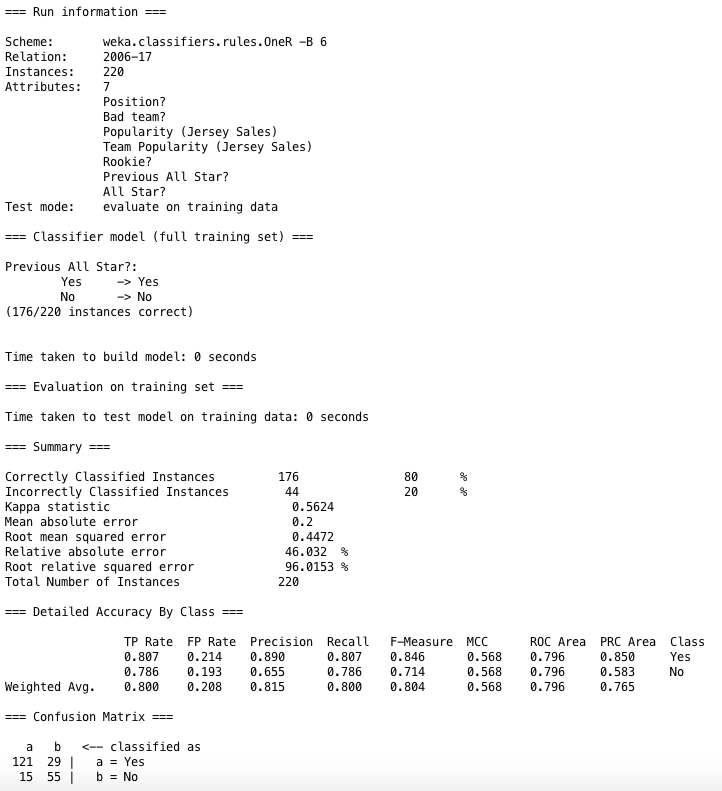 === Run information ===

Scheme:       weka.classifiers.rules.OneR -B 6
Relation:     2006-17
Instances:    220
Attributes:   7
              Position?
              Bad team?
              Popularity (Jersey Sales)
              Team Popularity (Jersey Sales)
              Rookie?
              Previous All Star?
              All Star?
Test mode:    evaluate on training data

=== Classifier model (full training set) ===

Previous All Star?:
        Yes     -> Yes
        No      -> No
(176/220 instances correct)


Time taken to build model: 0 seconds

=== Evaluation on training set ===

Time taken to test model on training data: 0 seconds

=== Summary ===

Correctly Classified Instances         176               80      %
Incorrectly Classified Instances        44               20      %
Kappa statistic                          0.5624
Mean absolute error                      0.2
Root mean squared error                  0.4472
Relative absolute error                 46.032  %
Root relative squared error             96.0153 %
Total Number of Instances              220

=== Detailed Accuracy By Class ===

                 TP Rate  FP Rate  Precision  Recall   F-Measure  MCC      ROC Area  PRC Area  Class
                 0.807    0.214    0.890      0.807    0.846      0.568    0.796     0.850     Yes
                 0.786    0.193    0.655      0.786    0.714      0.568    0.796     0.583     No
Weighted Avg.    0.800    0.208    0.815      0.800    0.804      0.568    0.796     0.765

=== Confusion Matrix ===

   a   b   <-- classified as
 121  29 |   a = Yes
  15  55 |   b = No